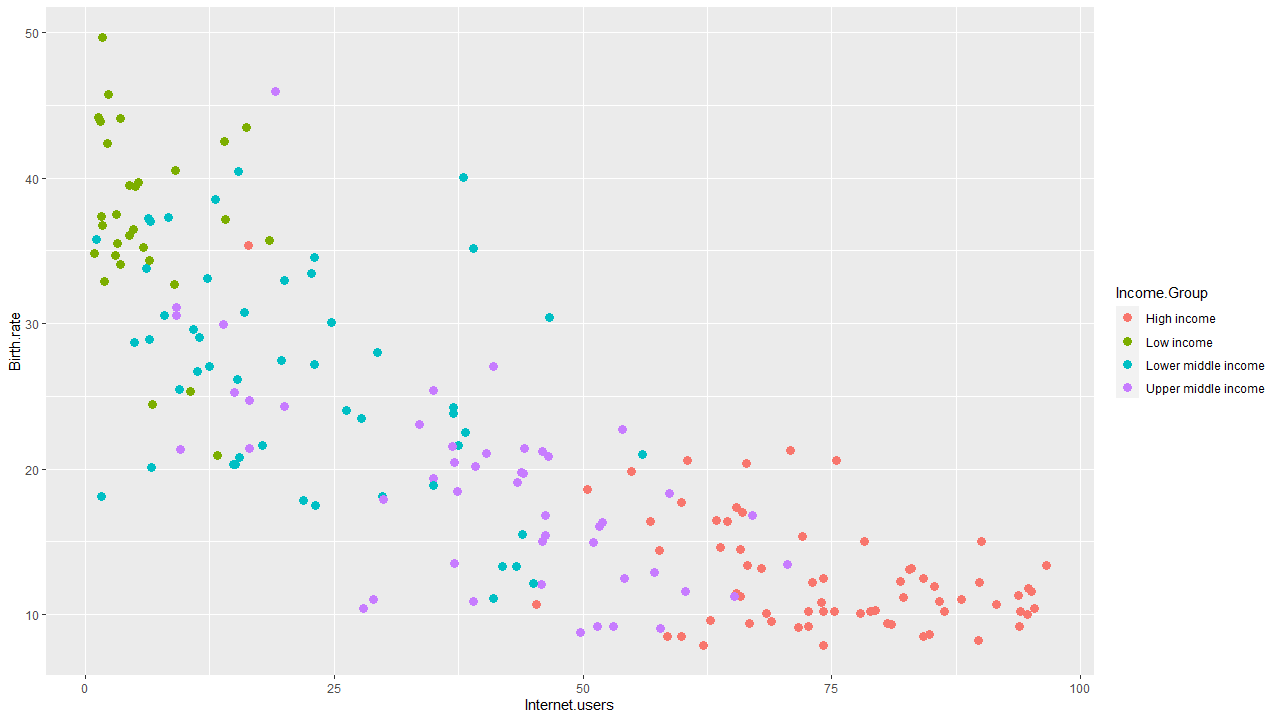 50
40
30
20
10
Birth.rate
0
25
50
75
100
Internet.users
Income.Group
High income
Low income
Lower middle income
Upper middle income